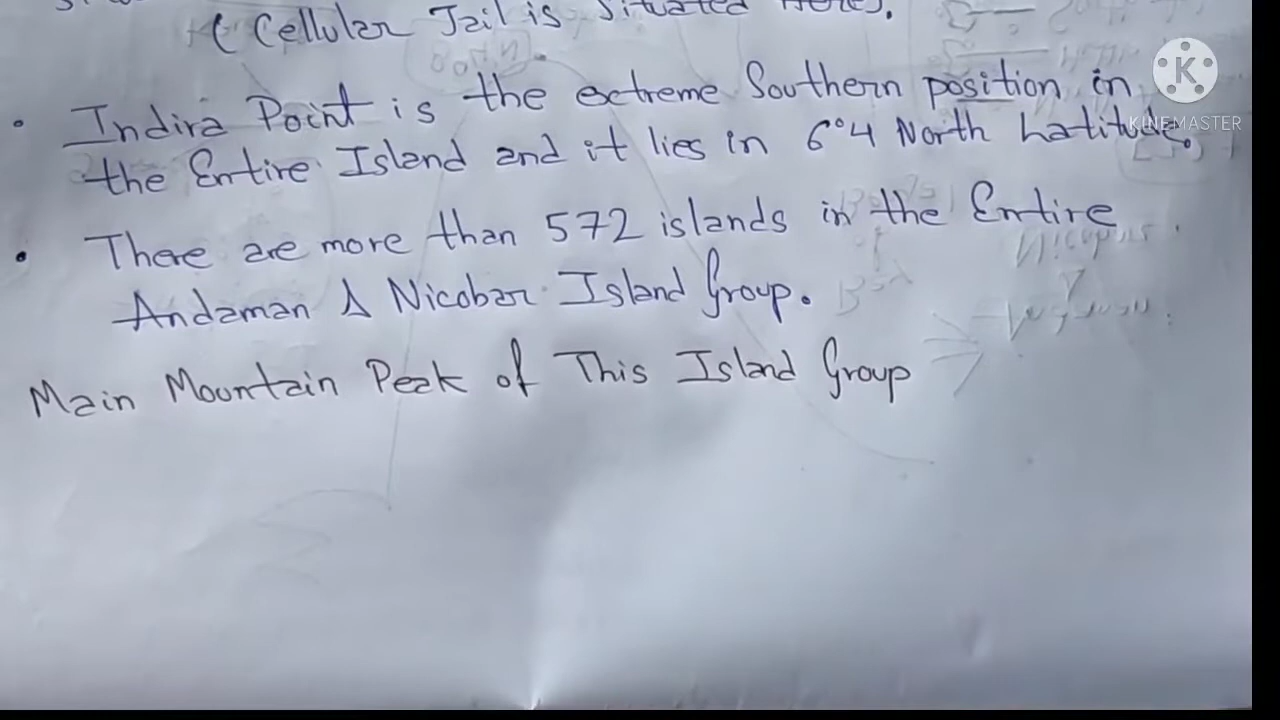 ( Cellular Jail is situated Here).
K
KINEMASTER
• Indira Point is the extreme Southern position in
the Entire Island and it lies in 6°4 North Latitude.
• There are more than 572 islands in the Entire
Andaman & Nicobar Island Group.
Main Mountain Peak of This Island Group